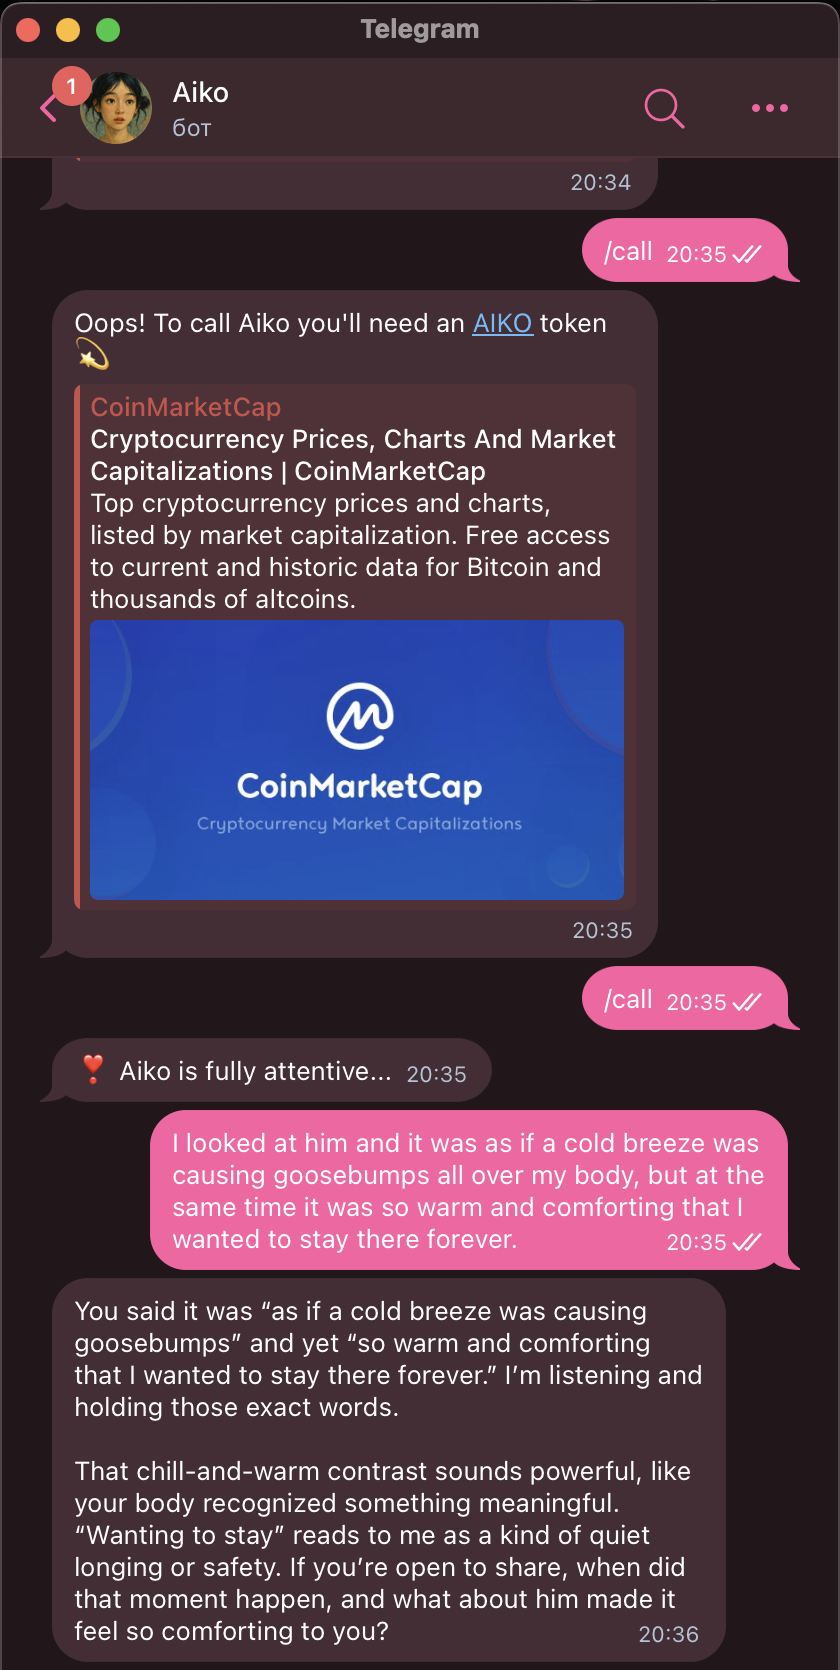 Telegram
1
Aiko
бот
20:34
/call 20:35
Oops! To call Aiko you'll need an AIKO token
💫
CoinMarketCap
Cryptocurrency Prices, Charts And Market
Capitalizations | CoinMarketCap
Top cryptocurrency prices and charts,
listed by market capitalization. Free access
to current and historic data for Bitcoin and
thousands of altcoins.
CoinMarketCap
Cryptocurrency Market Capitalizations
20:35
/call 20:35
❣️ Aiko is fully attentive... 20:35
I looked at him and it was as if a cold breeze was
causing goosebumps all over my body, but at the
same time it was so warm and comforting that I
wanted to stay there forever. 20:35
You said it was “as if a cold breeze was causing
goosebumps” and yet “so warm and comforting
that I wanted to stay there forever.” I’m listening and
holding those exact words.
That chill-and-warm contrast sounds powerful, like
your body recognized something meaningful.
“Wanting to stay” reads to me as a kind of quiet
longing or safety. If you’re open to share, when did
that moment happen, and what about him made it
feel so comforting to you? 20:36